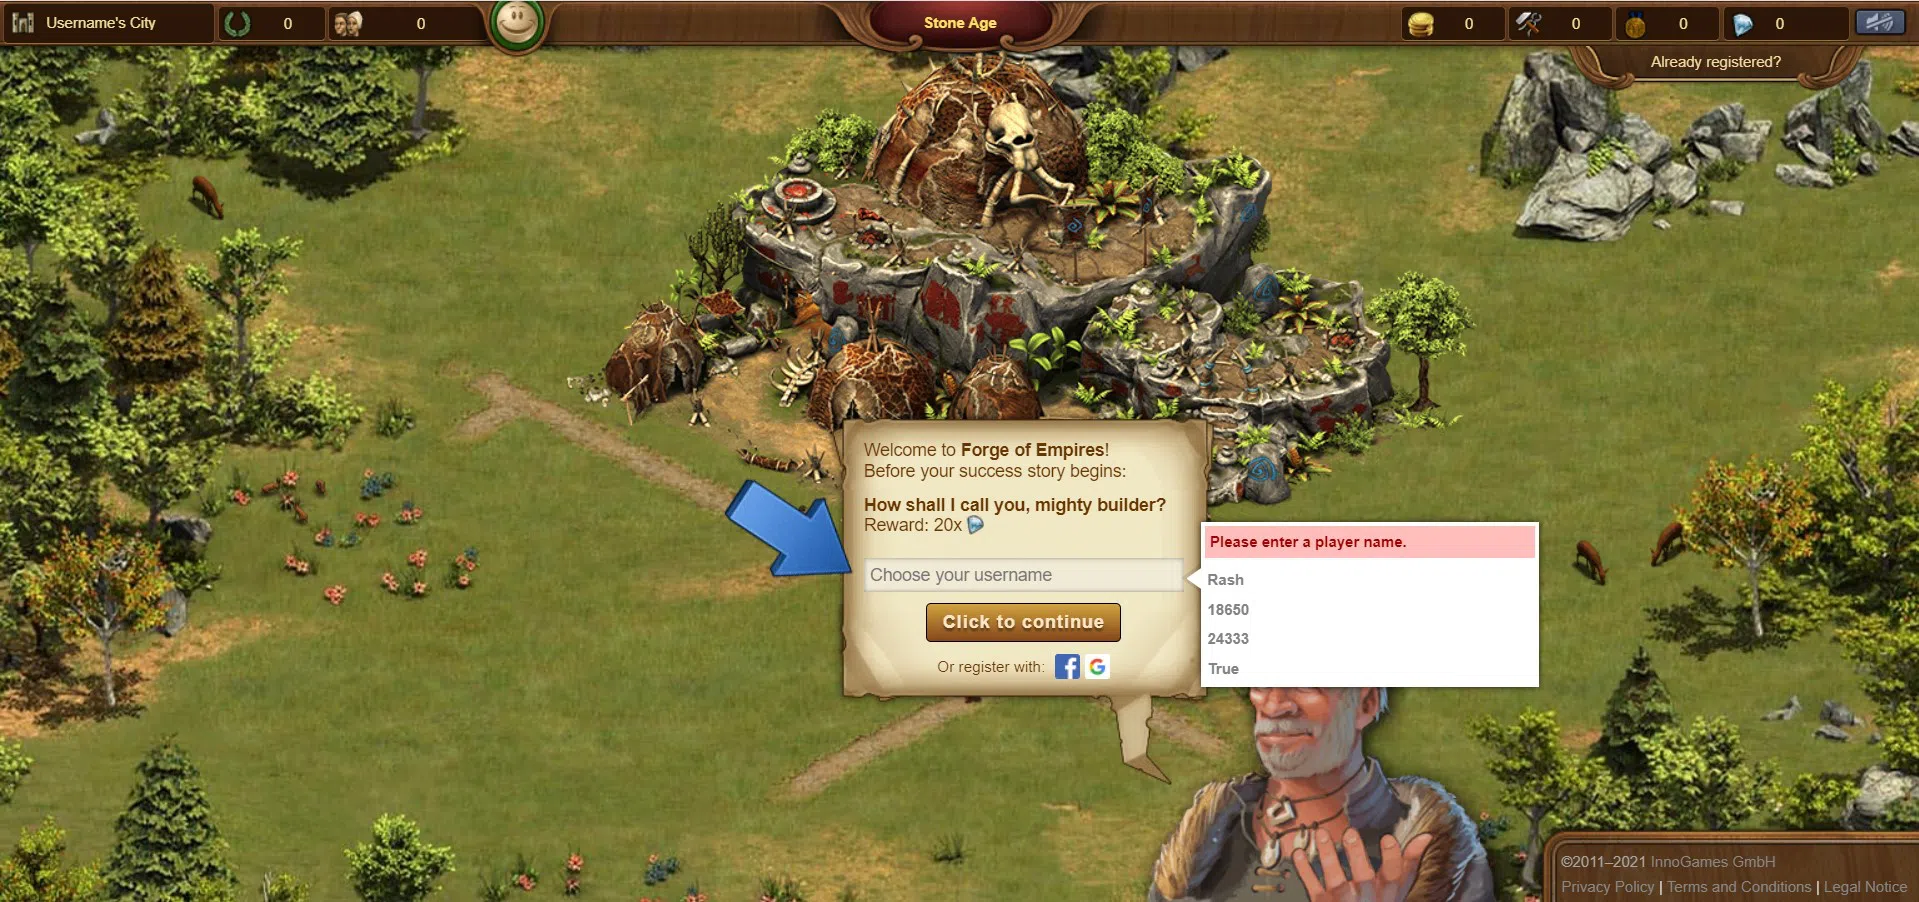 Username's City
0
0
Stone Age
0
0
0
0
Already registered?
Welcome to Forge of Empires!
Before your success story begins:
How shall I call you, mighty builder?
Reward: 20x
Choose your username
Click to continue
Or register with:
Please enter a player name.
Rash
18650
24333
True
©2011–2021 InnoGames GmbH
Privacy Policy | Terms and Conditions | Legal Notice